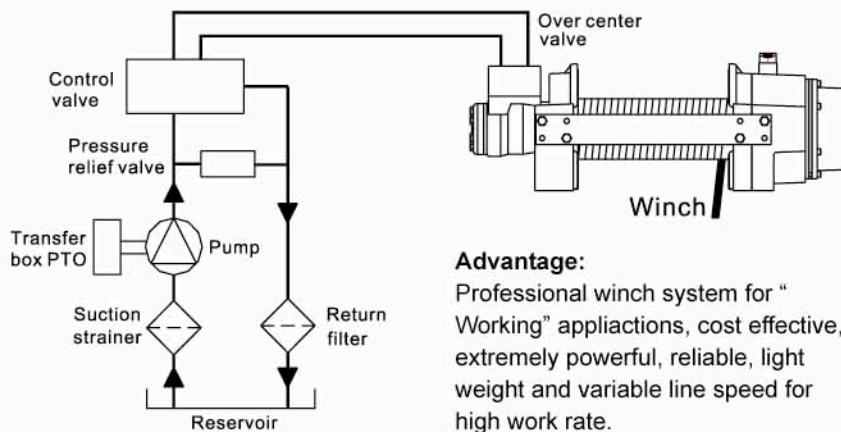 Over center
valve
Control
valve
Pressure
relief valve
Transfer
box PTO
Pump
Suction
strainer
Return
filter
Reservoir
Winch
Advantage:
Professional winch system for “
Working” appliactions, cost effective,
extremely powerful, reliable, light
weight and variable line speed for
high work rate.